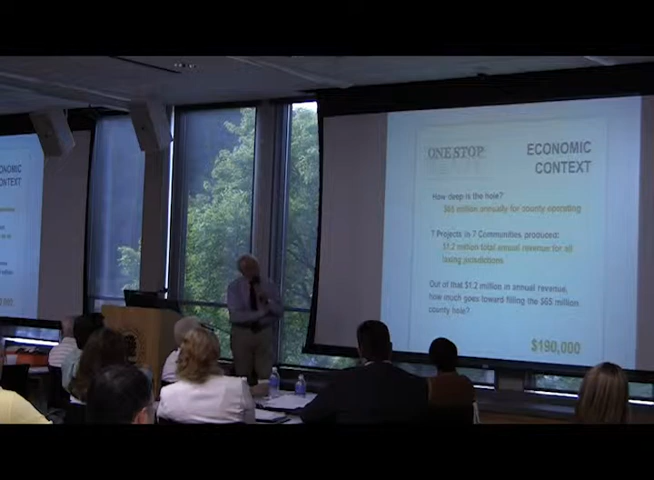 ONE STOP
ECONOMIC
CONTEXT
How deep is the hole?
$65 million annually for county operating
7 Projects in 7 Communities produced:
$1.2 million total annual revenue for all
taxing jurisdictions
Out of that $1.2 million in annual revenue,
how much goes toward filling the $65 million
county hole?
$190,000
ECONOMIC
CONTEXT